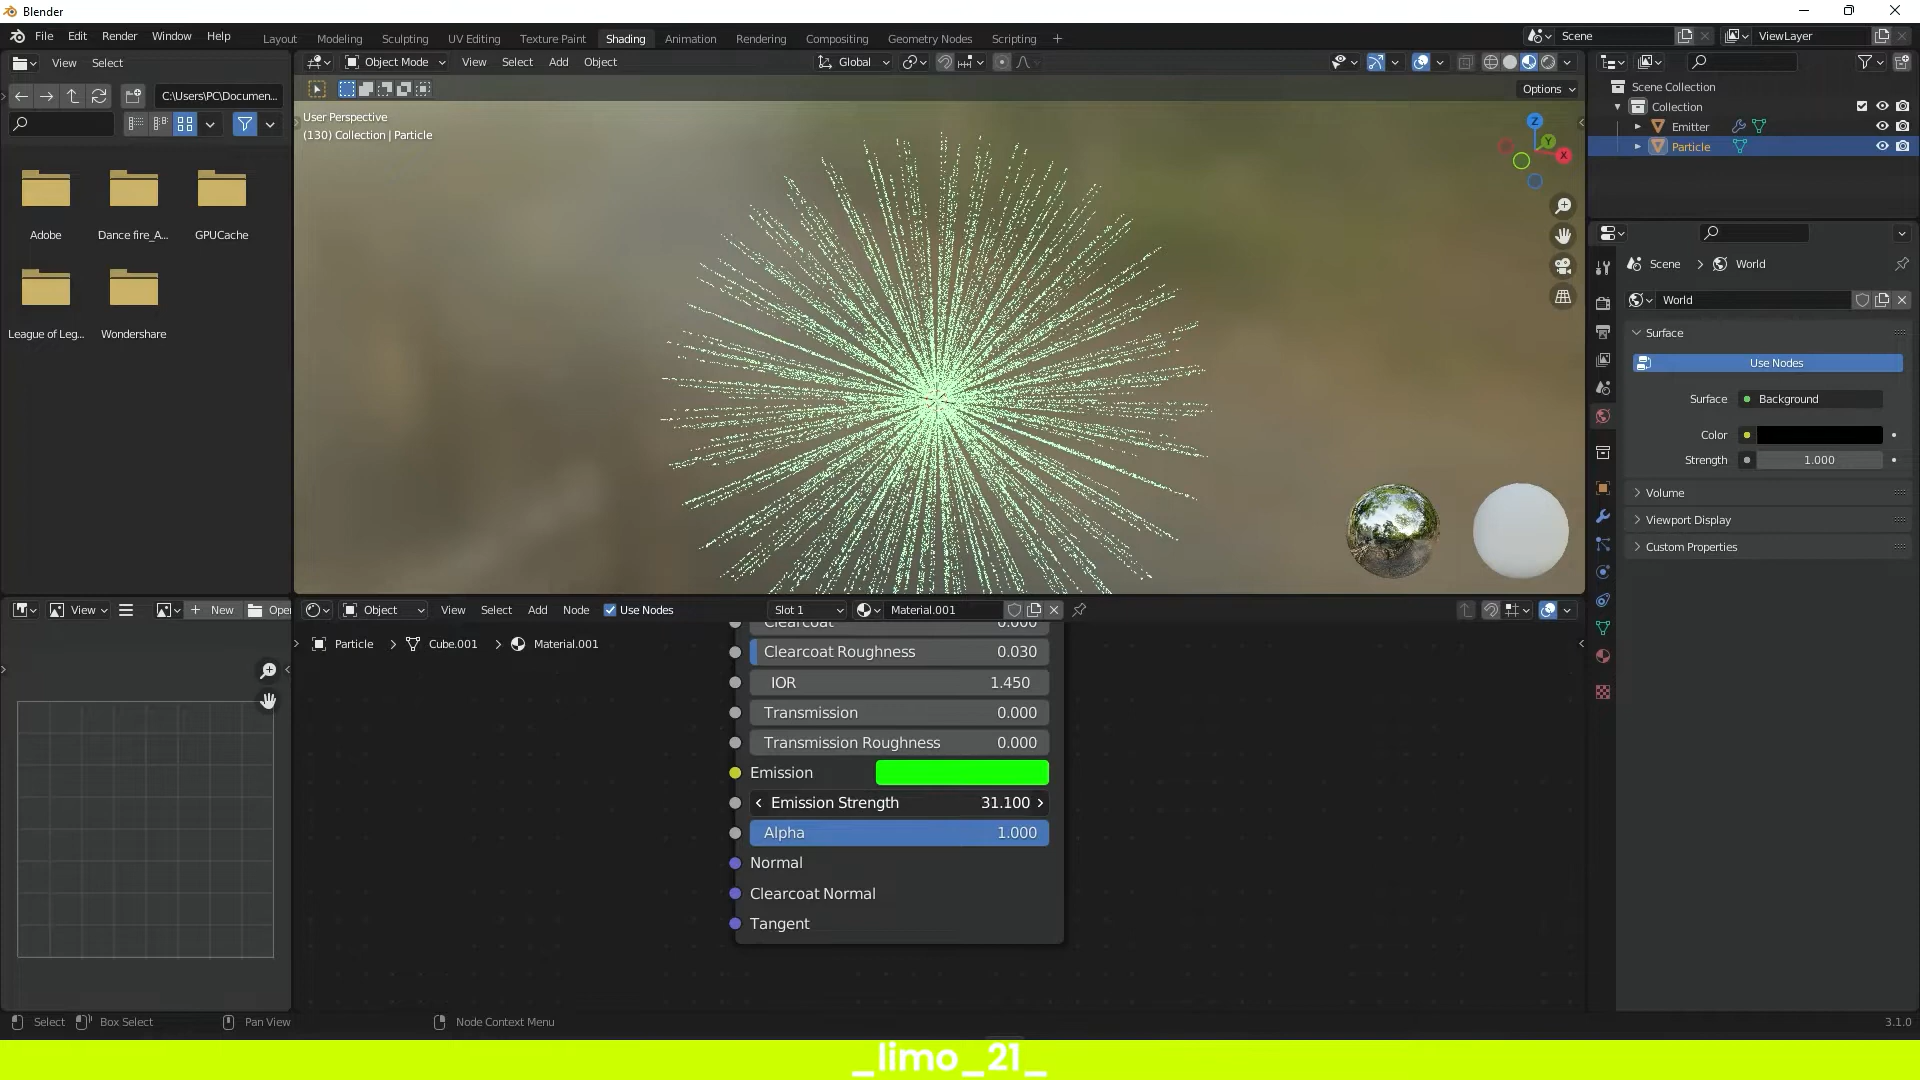 Blender
File Edit Render Window Help
Layout Modeling Sculpting UV Editing Texture Paint Shading Animation Rendering Compositing Geometry Nodes Scripting
Scene ViewLayer
View Select
Object Mode View Select Add Object
Global
C:\Users\PC\Documen...
Options
Adobe
Dance fire_A...
GPUCache
League of Leg...
Wondershare
User Perspective
(130) Collection | Particle
Z
Y
X
Scene Collection
Collection
Emitter
Particle
Scene > World
World
Surface
Use Nodes
Surface Background
Color
Strength 1.000
Volume
Viewport Display
Custom Properties
View New Oper
Object View Select Add Node Use Nodes Slot 1 Material.001
Particle > Cube.001 > Material.001
Clearcoat 0.000
Clearcoat Roughness 0.030
IOR 1.450
Transmission 0.000
Transmission Roughness 0.000
Emission
Emission Strength 31.100
Alpha 1.000
Normal
Clearcoat Normal
Tangent
Select Box Select Pan View Node Context Menu
3.1.0
_limo_21_